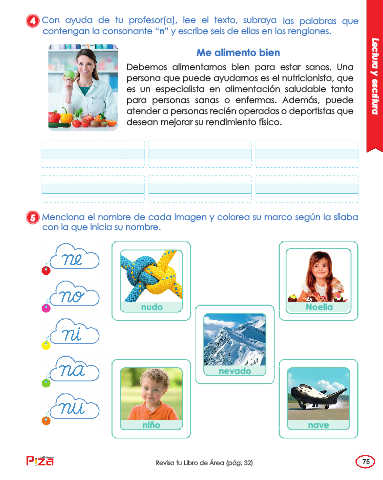 4 Con ayuda de tu profesor(a), lee el texto, subraya las palabras que
contengan la consonante “n” y escribe seis de ellas en los renglones.
Me alimento bien
Debemos alimentarnos bien para estar sanos. Una
persona que puede ayudarnos es el nutricionista, que
es un especialista en alimentación saludable tanto
para personas sanas o enfermas. Además, puede
atender a personas recién operadas o deportistas que
desean mejorar su rendimiento físico.
Lectura y escritura
5 Menciona el nombre de cada imagen y colorea su marco según la sílaba
con la que inicia su nombre.
ne
no
ni
na
nu
nudo
Noelia
nevado
niño
nave
Pizza
Revisa tu Libro de Área (pág. 32)
75